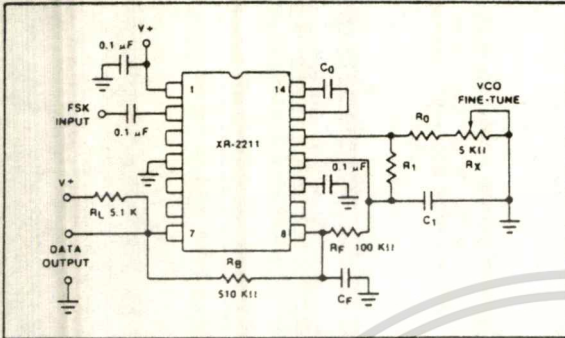 V+
0.1 µF
1
14
C0
FSK
INPUT
0.1 µF
XR-2211
VCO
FINE-TUNE
R0
5 KΩ
RX
R1
0.1 µF
V+
RL 5.1 K
C1
7
8
RF 100 KΩ
DATA
OUTPUT
RB
510 KΩ
CF